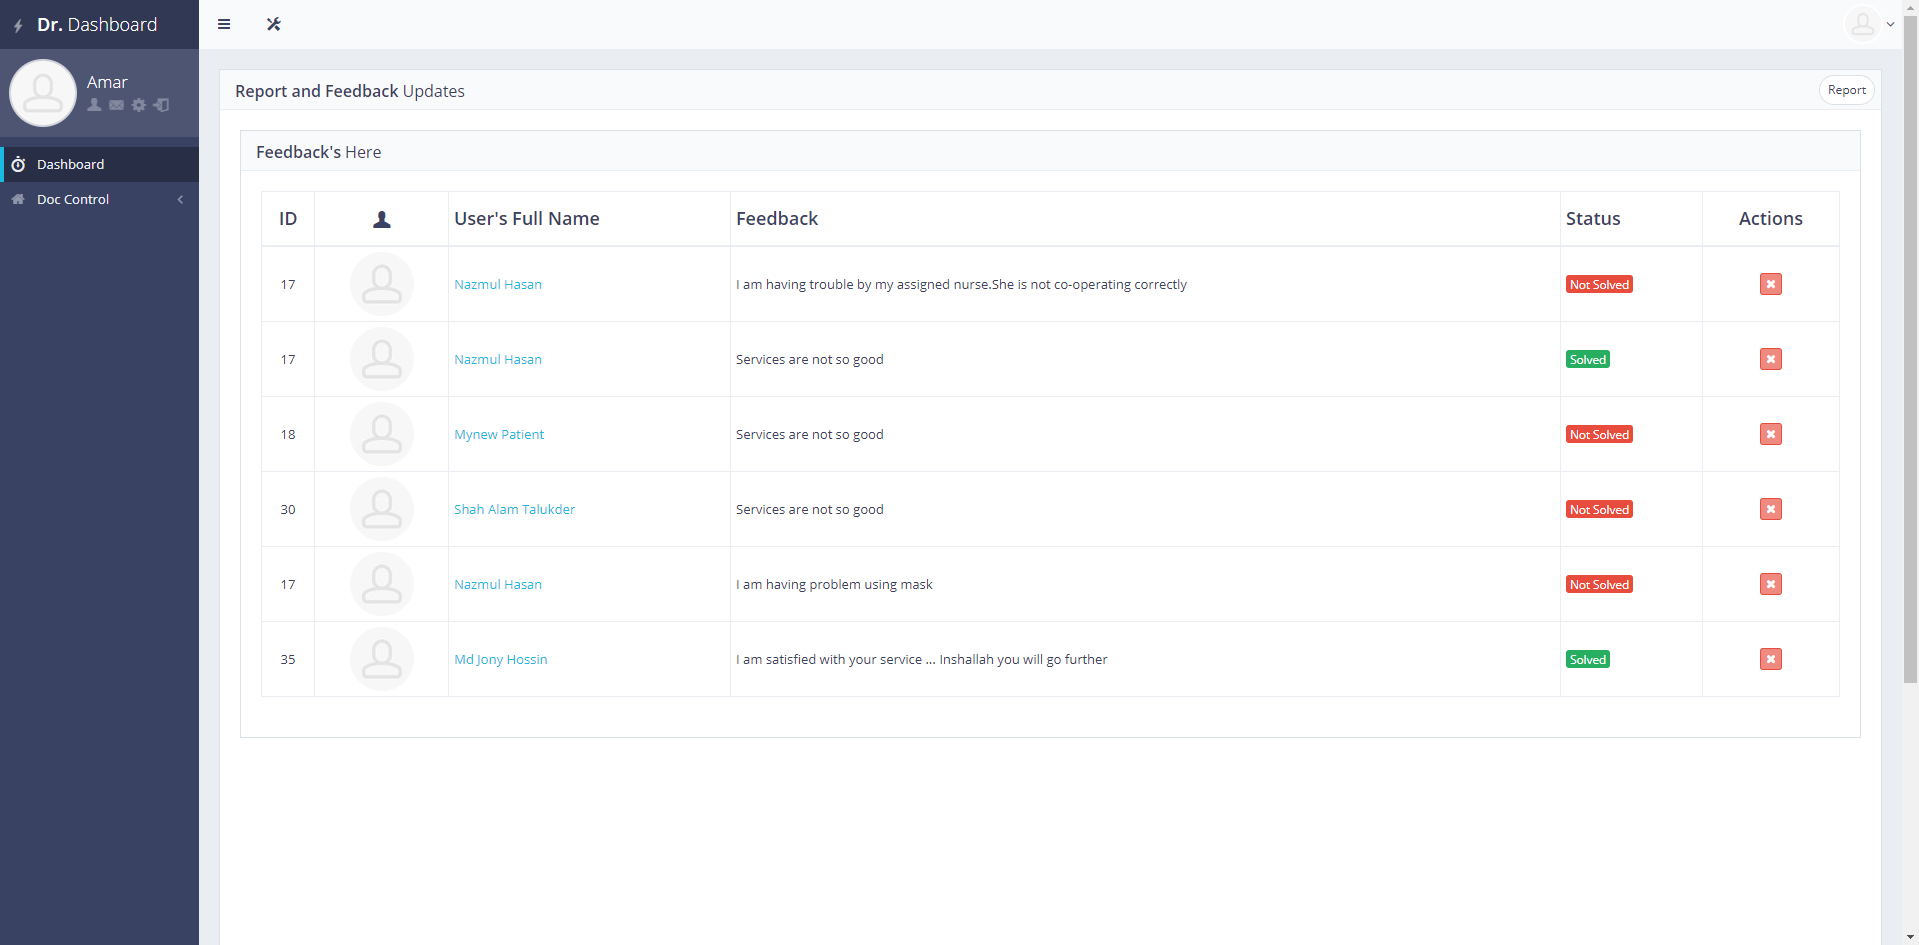 Dr. Dashboard
Amar
Dashboard
Doc Control
Report and Feedback Updates
Report
Feedback's Here
ID User's Full Name Feedback Status Actions
17 Nazmul Hasan I am having trouble by my assigned nurse.She is not co-operating correctly Not Solved
17 Nazmul Hasan Services are not so good Solved
18 Mynew Patient Services are not so good Not Solved
30 Shah Alam Talukder Services are not so good Not Solved
17 Nazmul Hasan I am having problem using mask Not Solved
35 Md Jony Hossin I am satisfied with your service ... Inshallah you will go further Solved